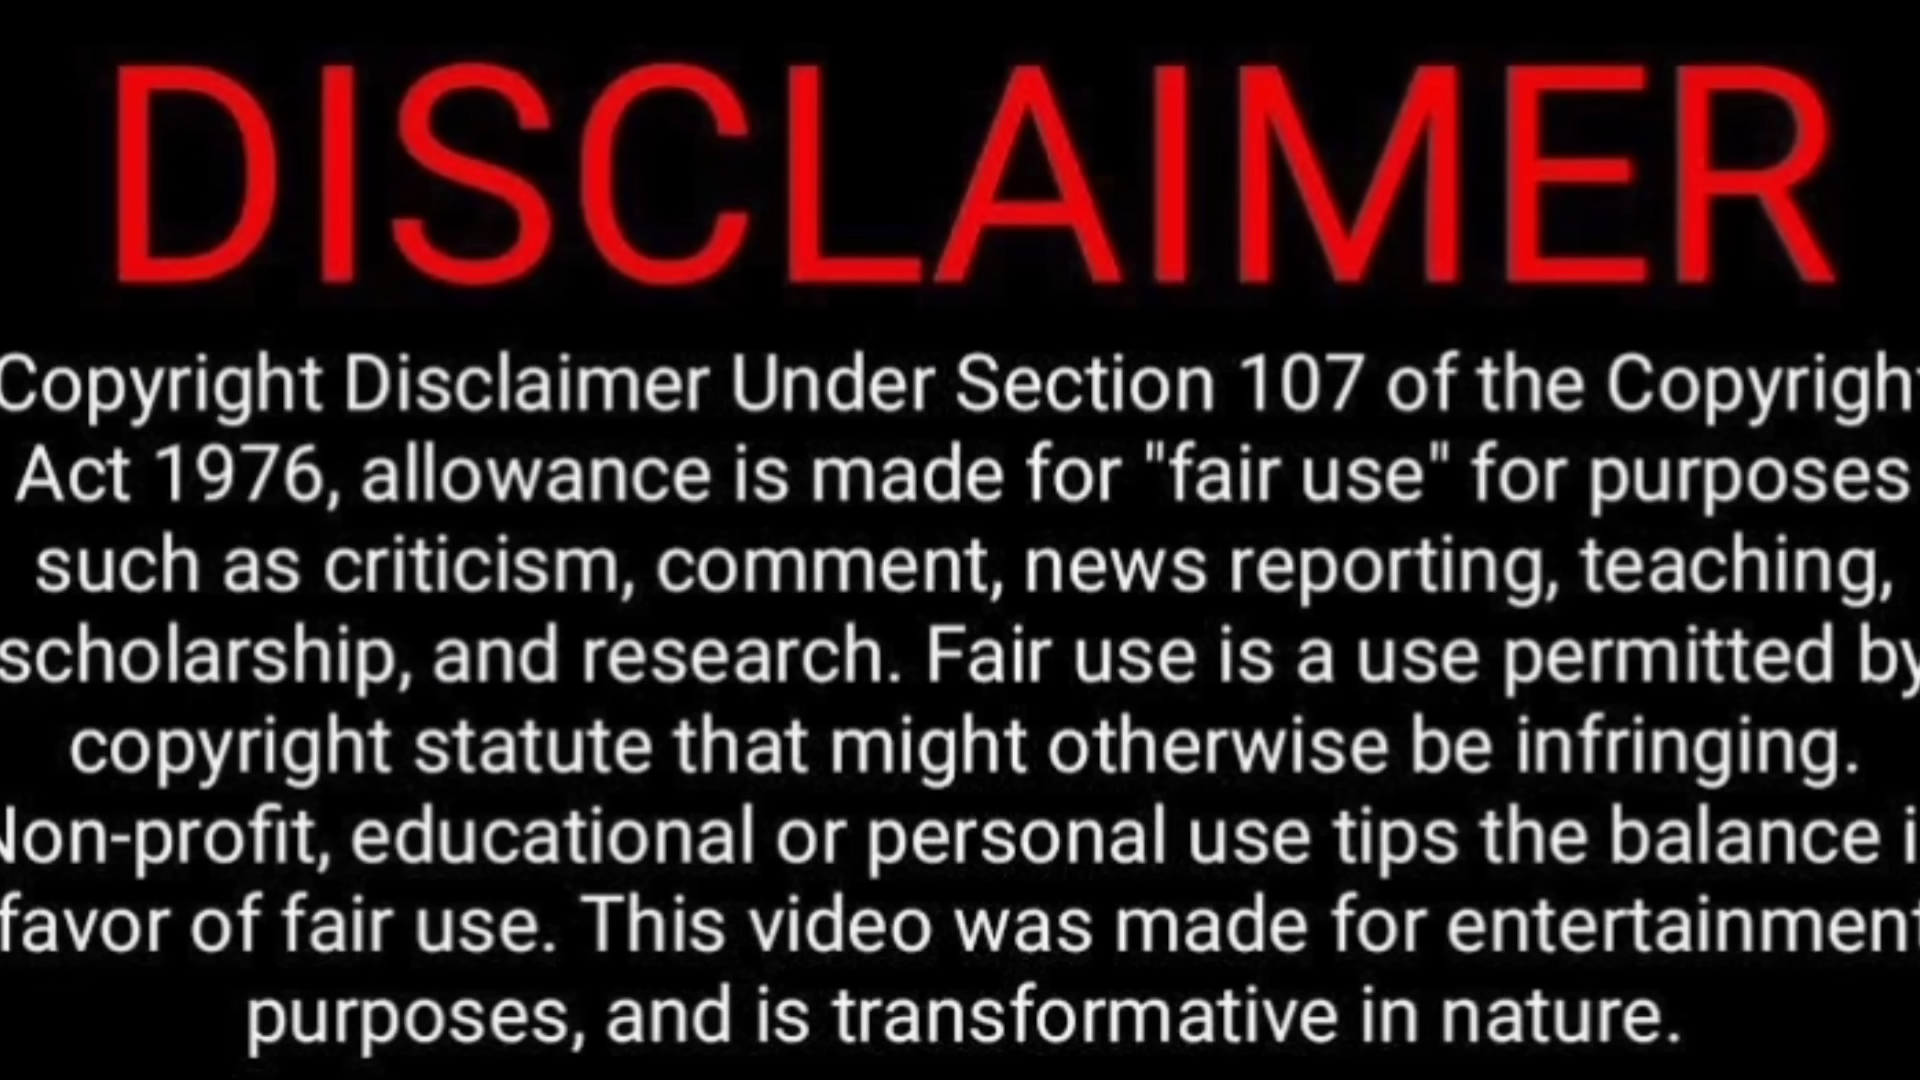 DISCLAIMER
Copyright Disclaimer Under Section 107 of the Copyright
Act 1976, allowance is made for "fair use" for purposes
such as criticism, comment, news reporting, teaching,
scholarship, and research. Fair use is a use permitted by
copyright statute that might otherwise be infringing.
Non-profit, educational or personal use tips the balance i
favor of fair use. This video was made for entertainment
purposes, and is transformative in nature.